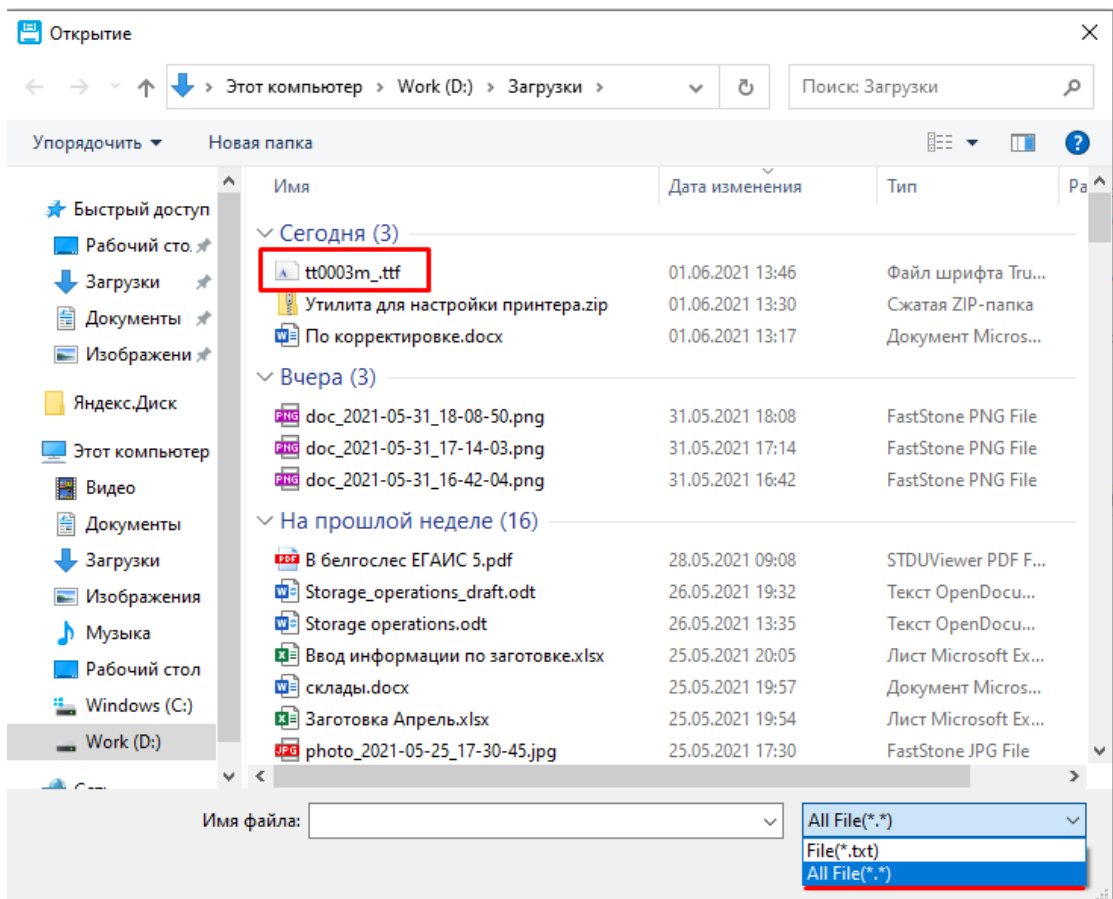 Открытие
Этот компьютер > Work (D:) > Загрузки >
Поиск: Загрузки
Упорядочить
Новая папка
Имя
Дата изменения
Тип
Ра
Быстрый доступ
Рабочий сто.
Загрузки
Документы
Изображени
Яндекс.Диск
Этот компьютер
Видео
Документы
Загрузки
Изображения
Музыка
Рабочий стол
Windows (C:)
Work (D:)
Сегодня (3)
tt0003m_.ttf 01.06.2021 13:46 Файл шрифта Tru...
Утилита для настройки принтера.zip 01.06.2021 13:30 Сжатая ZIP-папка
По корректировке.docx 01.06.2021 13:17 Документ Micros...
Вчера (3)
doc_2021-05-31_18-08-50.png 31.05.2021 18:08 FastStone PNG File
doc_2021-05-31_17-14-03.png 31.05.2021 17:14 FastStone PNG File
doc_2021-05-31_16-42-04.png 31.05.2021 16:42 FastStone PNG File
На прошлой неделе (16)
В белгослес ЕГАИС 5.pdf 28.05.2021 09:08 STDUViewer PDF F...
Storage_operations_draft.odt 26.05.2021 19:32 Текст OpenDocu...
Storage operations.odt 26.05.2021 13:35 Текст OpenDocu...
Ввод информации по заготовке.xlsx 25.05.2021 20:05 Лист Microsoft Ex...
склады.docx 25.05.2021 19:57 Документ Micros...
Заготовка Апрель.xlsx 25.05.2021 19:54 Лист Microsoft Ex...
photo_2021-05-25_17-30-45.jpg 25.05.2021 17:30 FastStone JPG File
Имя файла:
All File(*.*)
File(*.txt)
All File(*.*)